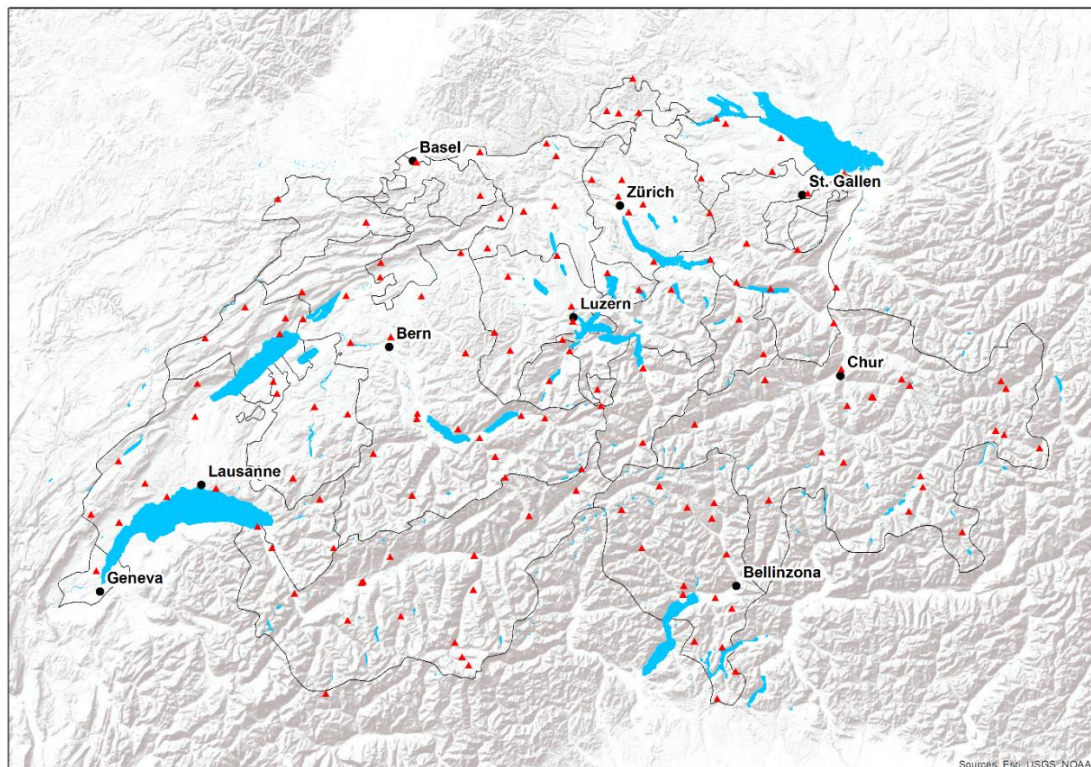 Basel
St. Gallen
Zürich
Luzern
Bern
Chur
Lausanne
Bellinzona
Geneva
Sources: Esri, USGS, NOAA